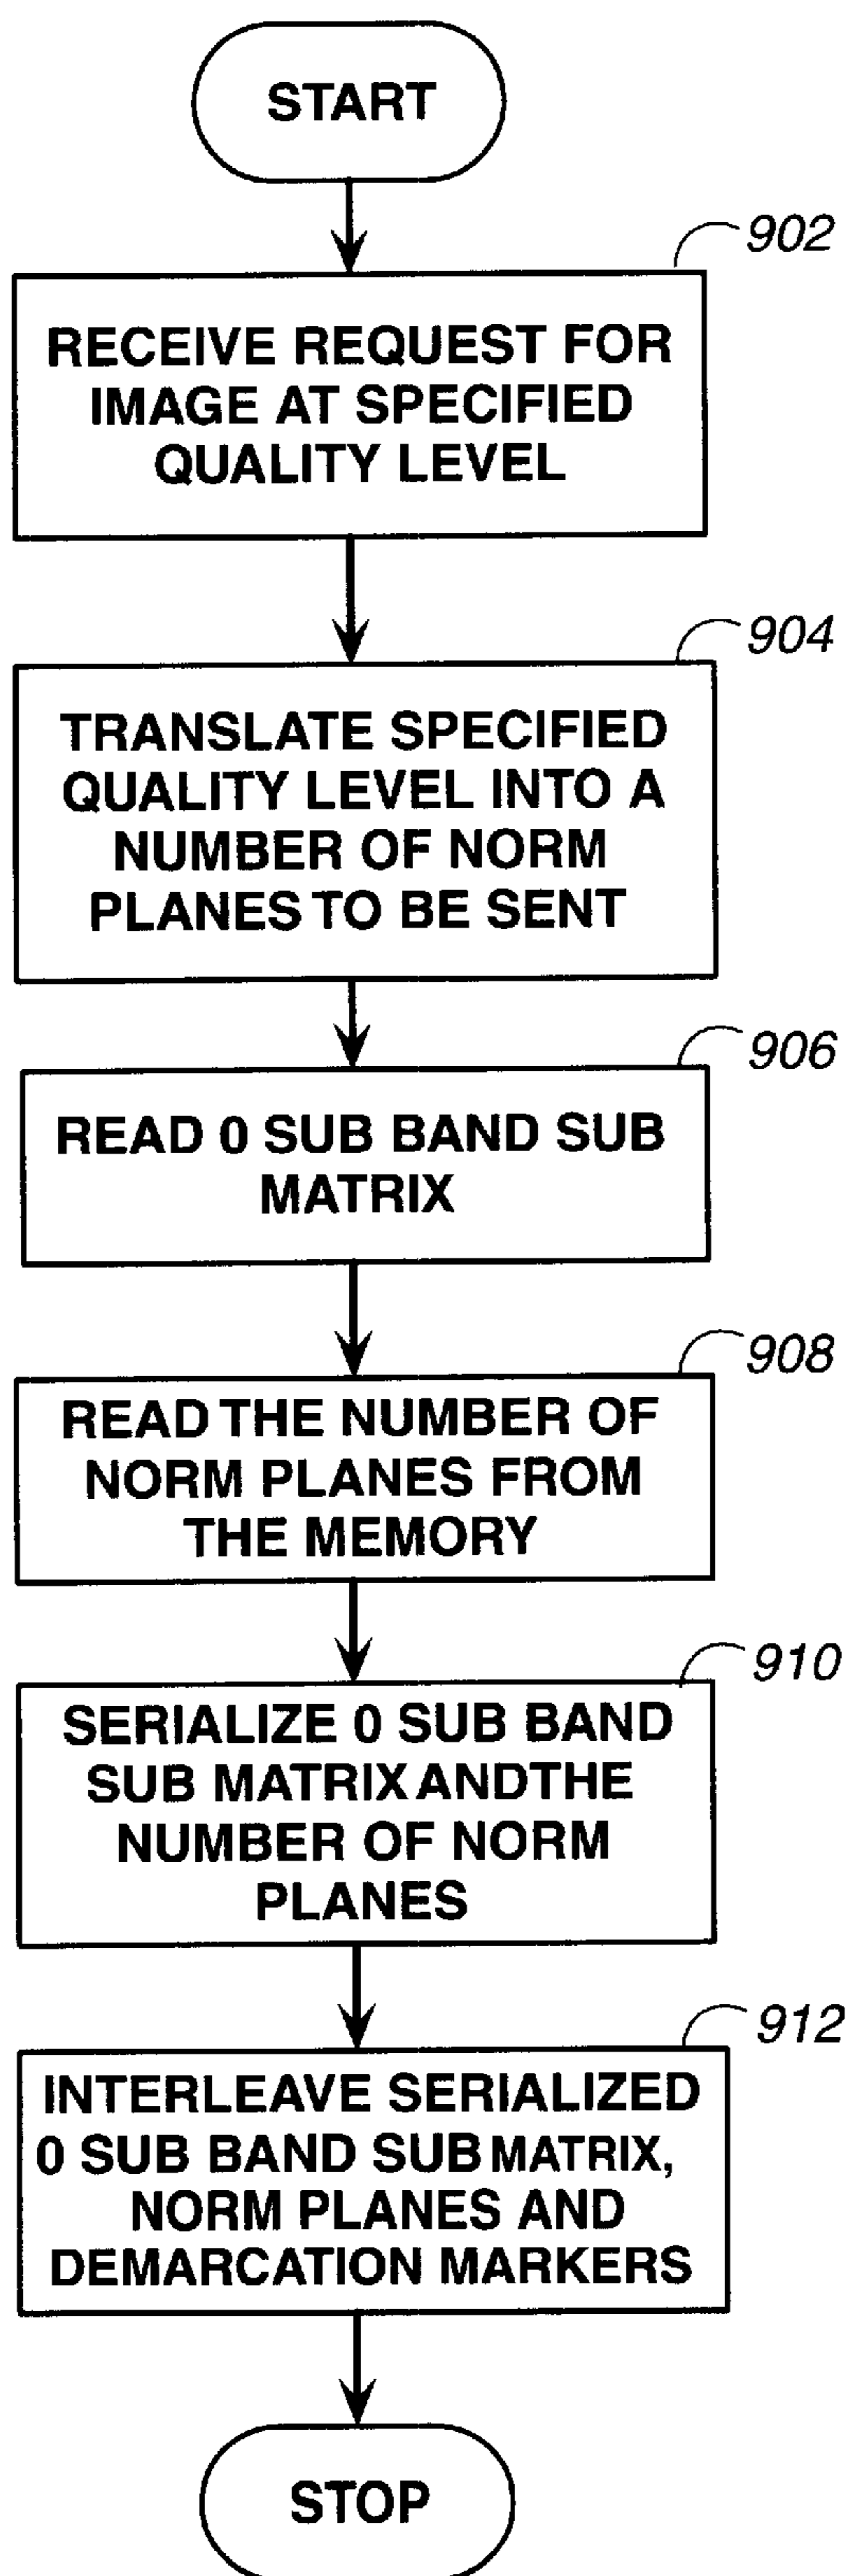 START
902
RECEIVE REQUEST FOR
IMAGE AT SPECIFIED
QUALITY LEVEL
904
TRANSLATE SPECIFIED
QUALITY LEVEL INTO A
NUMBER OF NORM
PLANES TO BE SENT
906
READ 0 SUB BAND SUB
MATRIX
908
READ THE NUMBER OF
NORM PLANES FROM
THE MEMORY
910
SERIALIZE 0 SUB BAND
SUB MATRIX ANDTHE
NUMBER OF NORM
PLANES
912
INTERLEAVE SERIALIZED
0 SUB BAND SUB MATRIX,
NORM PLANES AND
DEMARCATION MARKERS
STOP